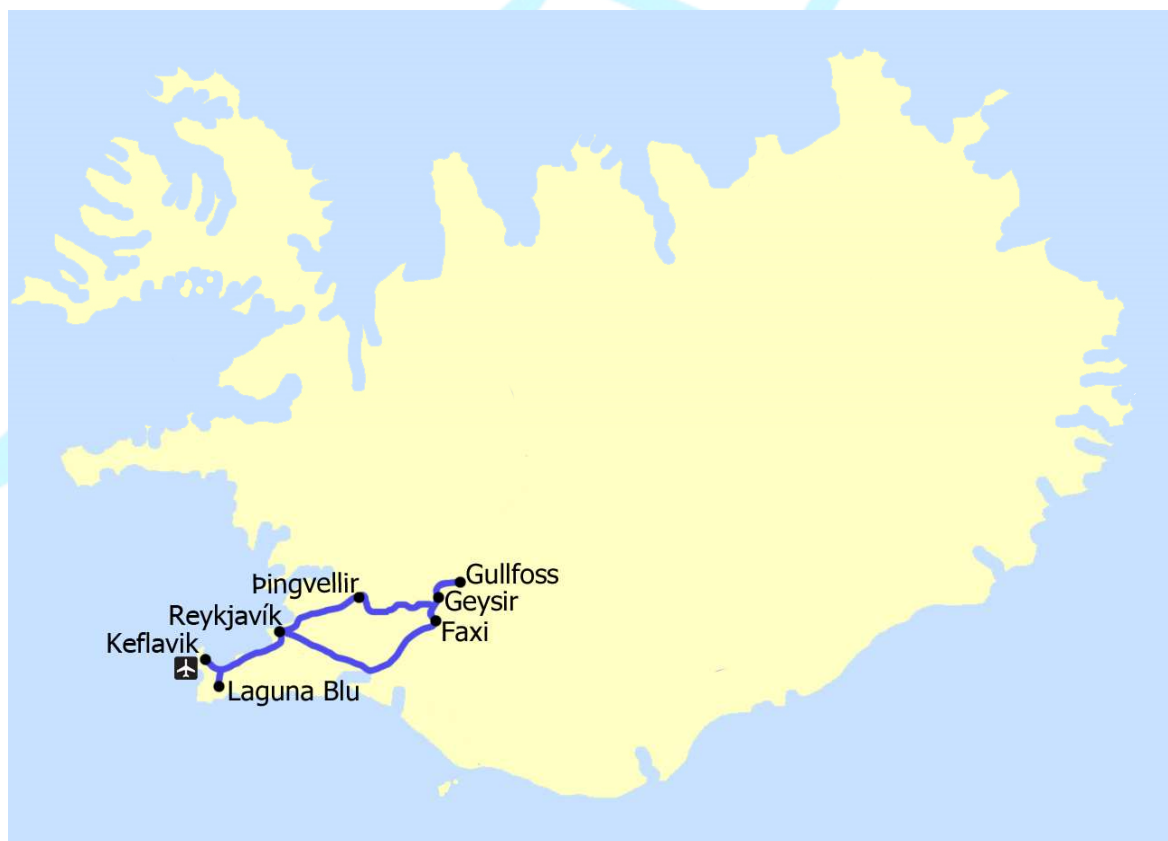 Gullfoss
Þingvellir
Geysir
Reykjavík
Faxi
Keflavik
Laguna Blu